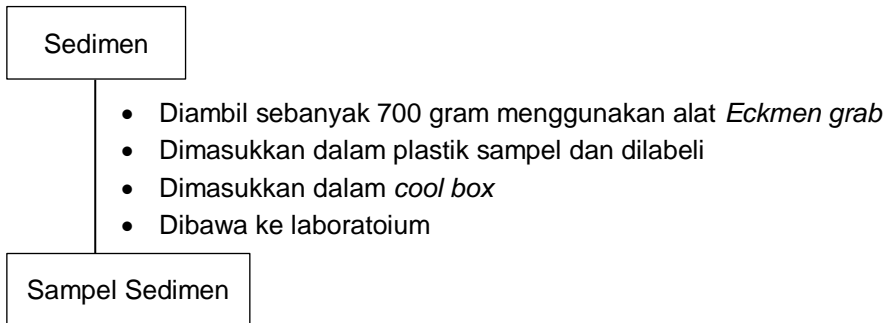 Sedimen
• Diambil sebanyak 700 gram menggunakan alat Eckmen grab
• Dimasukkan dalam plastik sampel dan dilabeli
• Dimasukkan dalam cool box
• Dibawa ke laboratoium
Sampel Sedimen